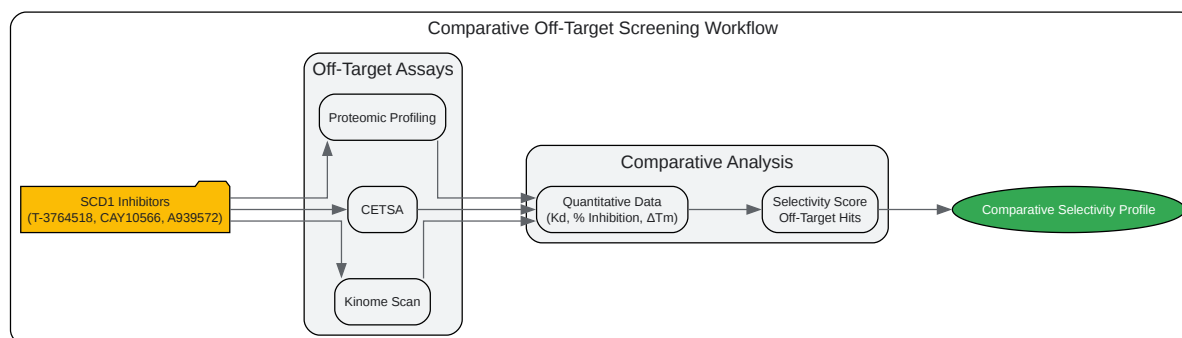 Comparative Off-Target Screening Workflow
Off-Target Assays
Proteomic Profiling
SCD1 Inhibitors
(T-3764518, CAY10566, A939572)
CETSA
Kinome Scan
Comparative Analysis
Quantitative Data
(Kd, % Inhibition, ΔTm)
Selectivity Score
Off-Target Hits
Comparative Selectivity Profile